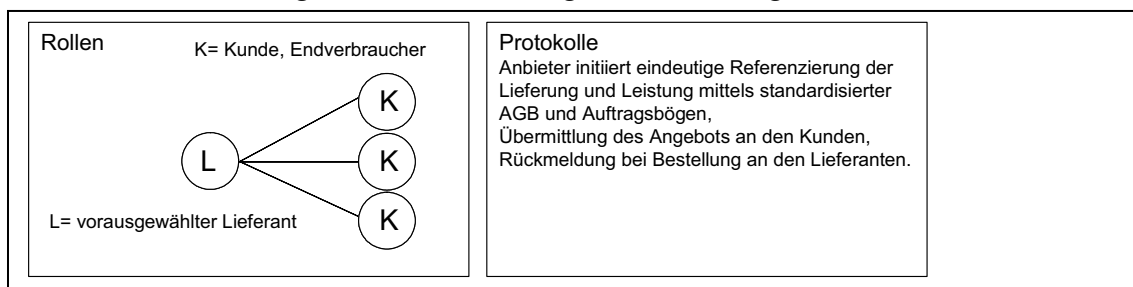 Rollen
K= Kunde, Endverbraucher
K
L
K
K
L= vorausgewählter Lieferant
Protokolle
Anbieter initiiert eindeutige Referenzierung der
Lieferung und Leistung mittels standardisierter
AGB und Auftragsbögen,
Übermittlung des Angebots an den Kunden,
Rückmeldung bei Bestellung an den Lieferanten.